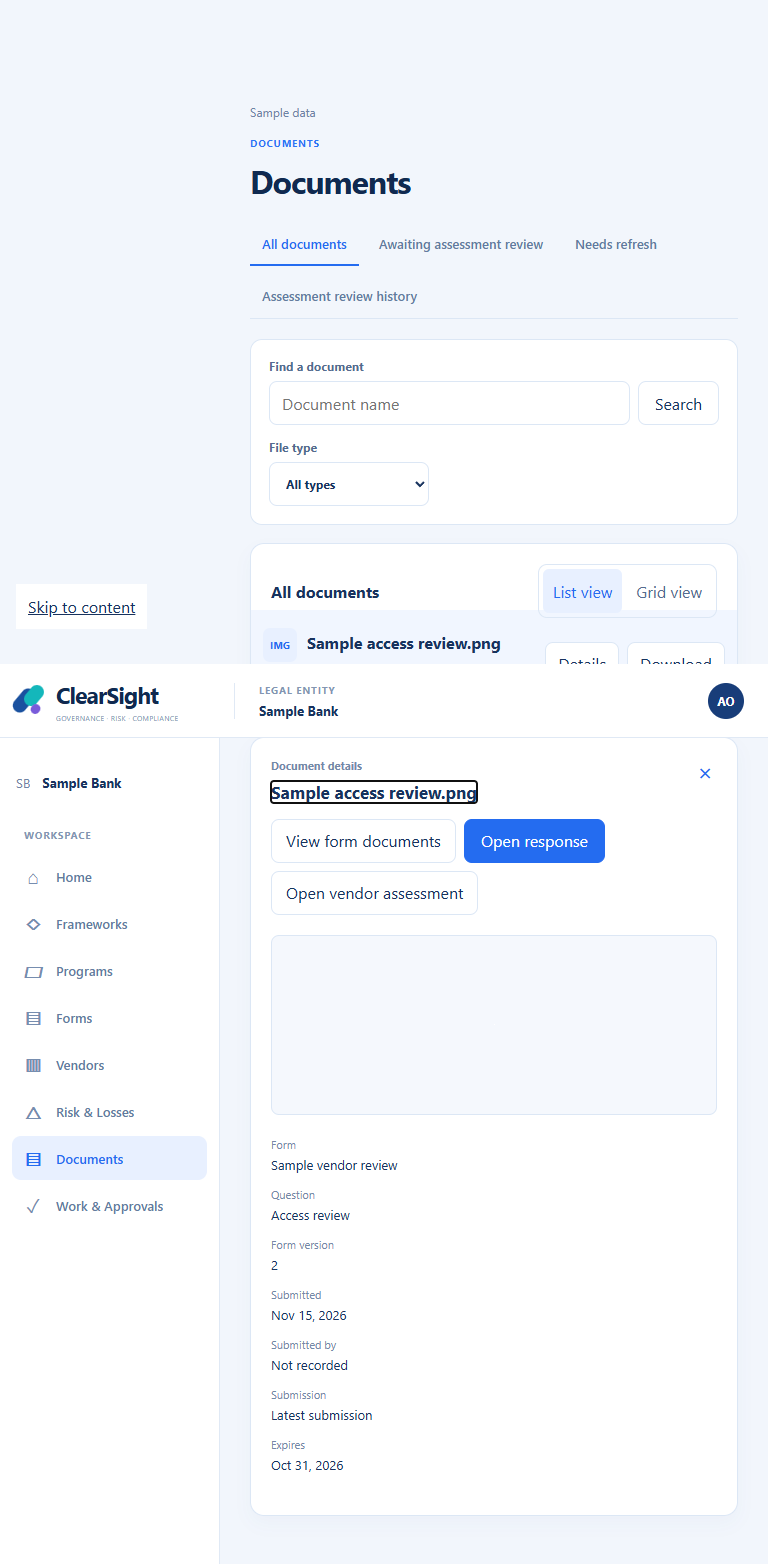 Sample data
DOCUMENTS
Documents
All documents
Awaiting assessment review
Needs refresh
Assessment review history
Find a document
Document name
Search
File type
All types
Skip to content
All documents
List view
Grid view
IMG
Sample access review.png
Details
Download
ClearSight
GOVERNANCE · RISK · COMPLIANCE
LEGAL ENTITY
Sample Bank
AO
SB
Sample Bank
WORKSPACE
Home
Frameworks
Programs
Forms
Vendors
Risk & Losses
Documents
Work & Approvals
Document details
×
Sample access review.png
View form documents
Open response
Open vendor assessment
Form
Sample vendor review
Question
Access review
Form version
2
Submitted
Nov 15, 2026
Submitted by
Not recorded
Submission
Latest submission
Expires
Oct 31, 2026